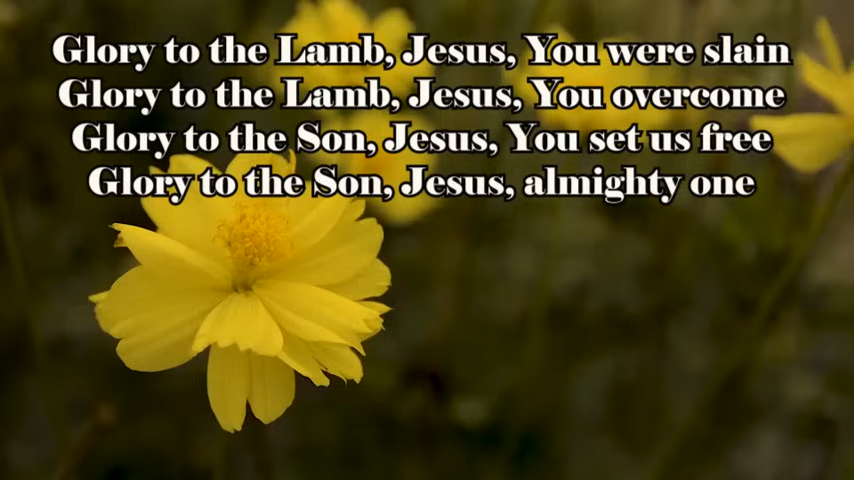 Glory to the Lamb, Jesus, You were slain
Glory to the Lamb, Jesus, You overcome
Glory to the Son, Jesus, You set us free
Glory to the Son, Jesus, almighty one